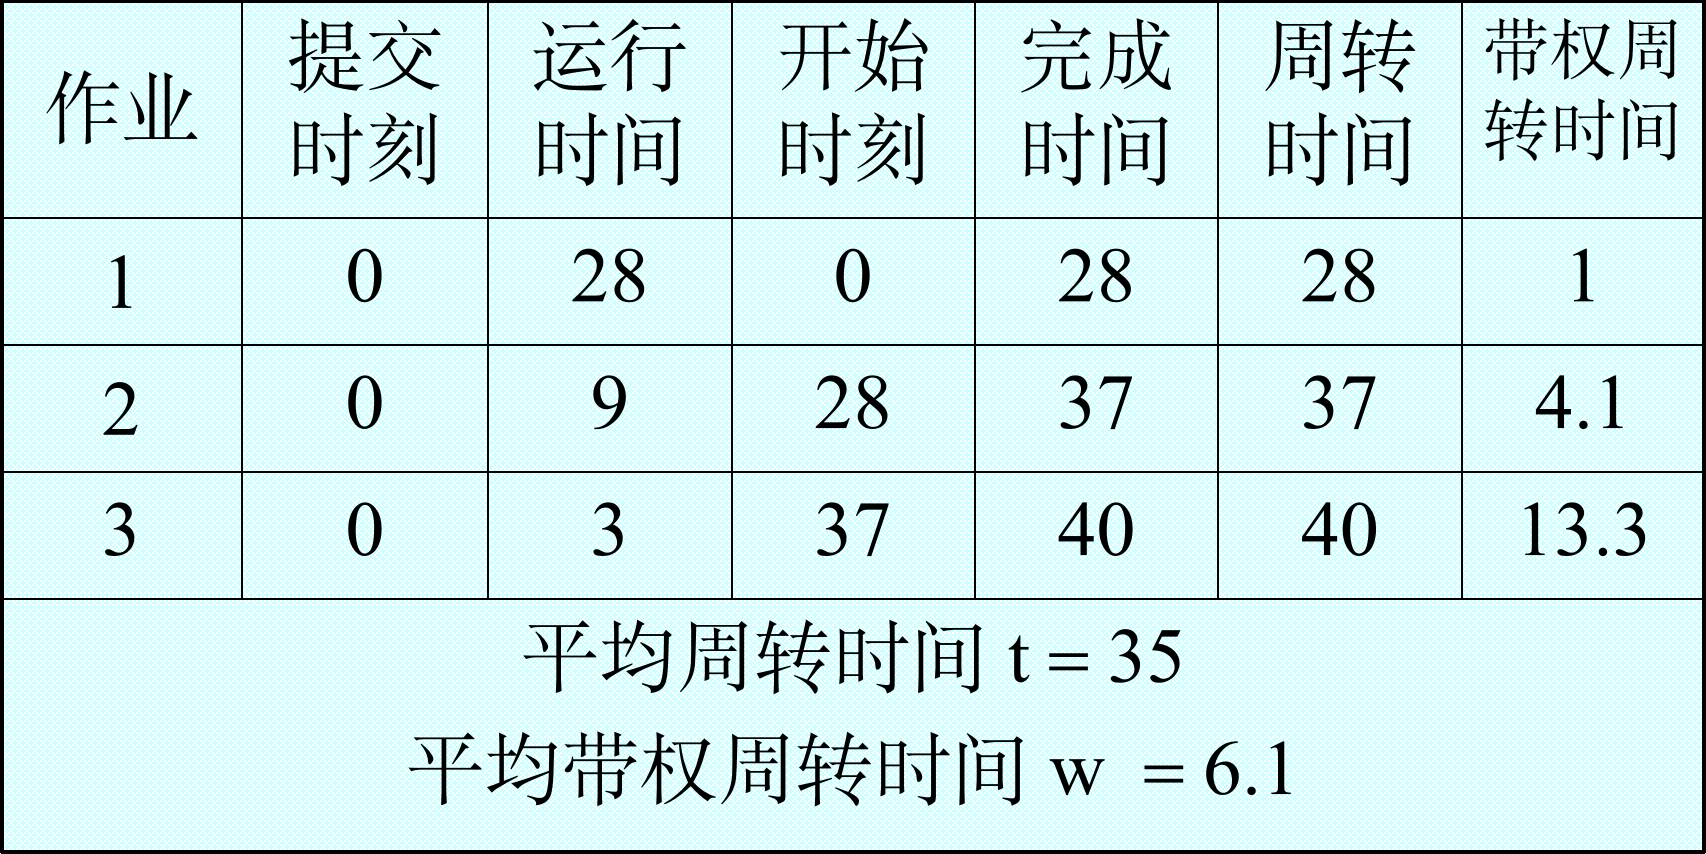 作业 提交时刻 运行时间 开始时刻 完成时间 周转时间 带权周转时间
1 0 28 0 28 28 1
2 0 9 28 37 37 4.1
3 0 3 37 40 40 13.3
平均周转时间 t = 35
平均带权周转时间 w = 6.1